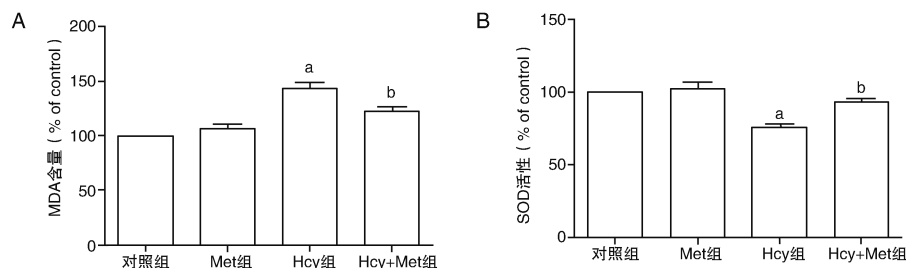 A
MDA含量（% of control）
200
150
100
50
0
a
b
对照组 Met组 Hcy组 Hcy+Met组
B
SOD活性（% of control）
150
100
50
0
a
b
对照组 Met组 Hcy组 Hcy+Met组